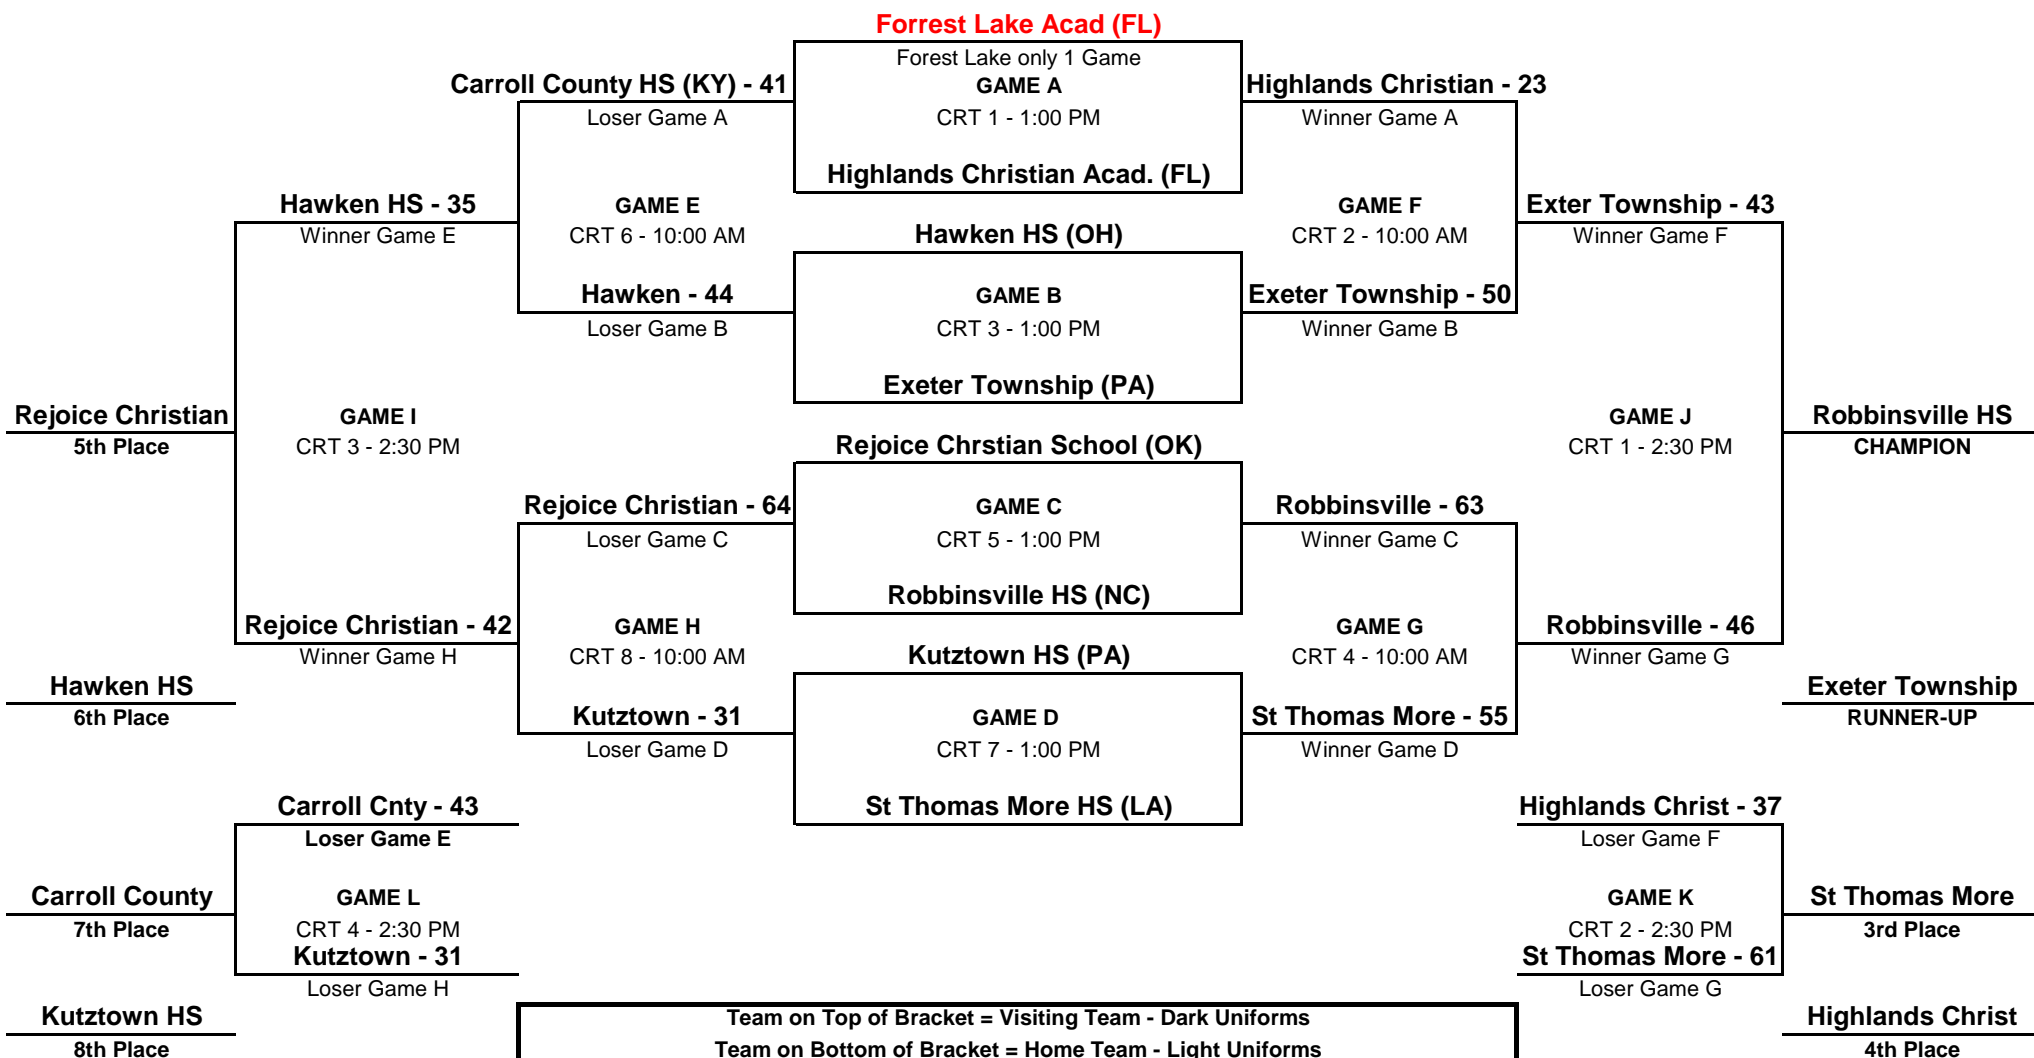 Forrest Lake Acad (FL)
Forest Lake only 1 Game
Carroll County HS (KY) - 41
GAME A
Highlands Christian - 23
Loser Game A
CRT 1 - 1:00 PM
Winner Game A
Highlands Christian Acad. (FL)
Hawken HS - 35
GAME E
GAME F
Exter Township - 43
Winner Game E
CRT 6 - 10:00 AM
Hawken HS (OH)
CRT 2 - 10:00 AM
Winner Game F
Hawken - 44
GAME B
Exeter Township - 50
Loser Game B
CRT 3 - 1:00 PM
Winner Game B
Exeter Township (PA)
Rejoice Christian
GAME I
GAME J
Robbinsville HS
5th Place
CRT 3 - 2:30 PM
Rejoice Chrstian School (OK)
CRT 1 - 2:30 PM
CHAMPION
Rejoice Christian - 64
GAME C
Robbinsville - 63
Loser Game C
CRT 5 - 1:00 PM
Winner Game C
Robbinsville HS (NC)
Rejoice Christian - 42
GAME H
GAME G
Robbinsville - 46
Winner Game H
CRT 8 - 10:00 AM
Kutztown HS (PA)
CRT 4 - 10:00 AM
Winner Game G
Hawken HS
Exeter Township
6th Place
Kutztown - 31
GAME D
St Thomas More - 55
RUNNER-UP
Loser Game D
CRT 7 - 1:00 PM
Winner Game D
Carroll Cnty - 43
St Thomas More HS (LA)
Highlands Christ - 37
Loser Game E
Loser Game F
Carroll County
GAME L
GAME K
St Thomas More
7th Place
CRT 4 - 2:30 PM
CRT 2 - 2:30 PM
3rd Place
Kutztown - 31
St Thomas More - 61
Loser Game H
Loser Game G
Kutztown HS
Team on Top of Bracket = Visiting Team - Dark Uniforms
Highlands Christ
8th Place
Team on Bottom of Bracket = Home Team - Light Uniforms
4th Place